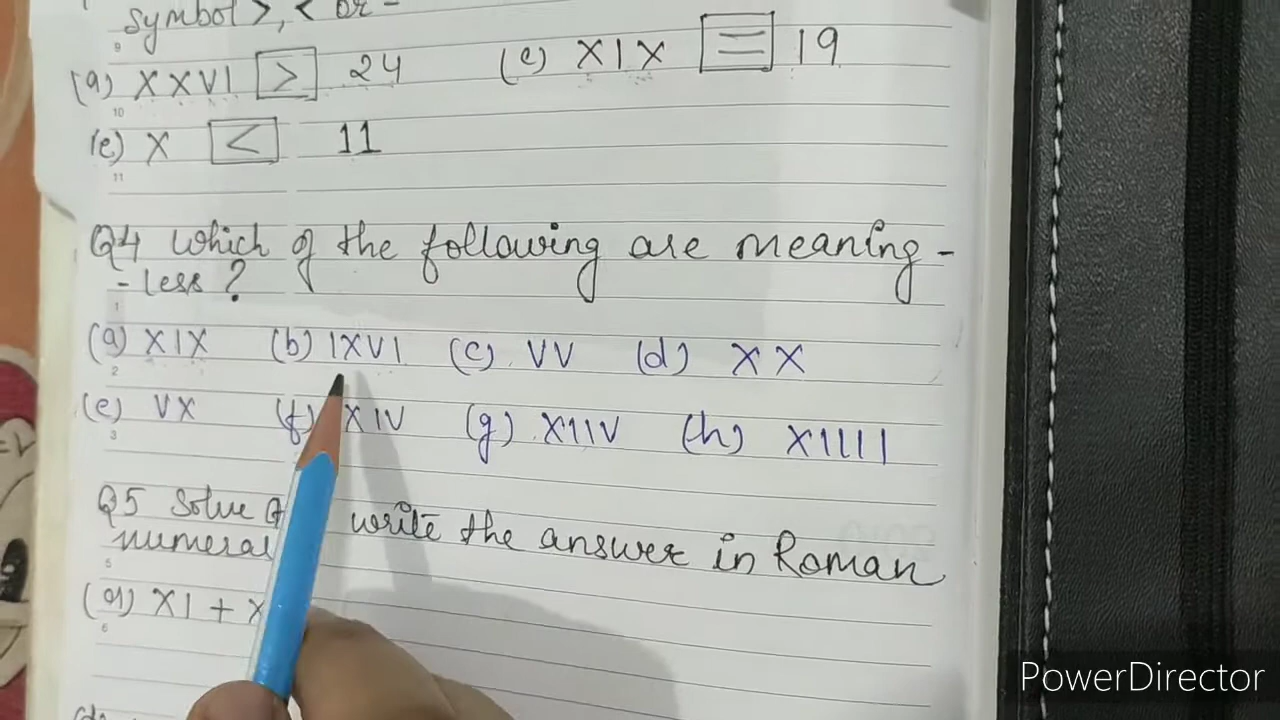 symbol >, < or =
(a) XXVI > 24 (c) XIX = 19
(e) X < 11
Q4 Which of the following are meaning-
-less?
(a) XIX (b) IXVI (c) VV (d) XX
(e) VX (f) XIV (g) XIIV (h) XIIII
Q5 Solve write the answer in Roman
numeral
(a) XI + X
PowerDirector